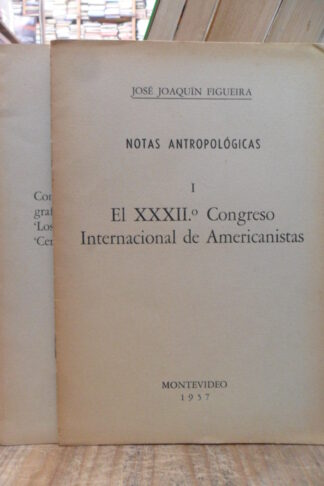 JOSÉ JOAQUÍN FIGUEIRA
NOTAS ANTROPOLÓGICAS
I
El XXXII.º Congreso
Internacional de Americanistas
MONTEVIDEO
1957